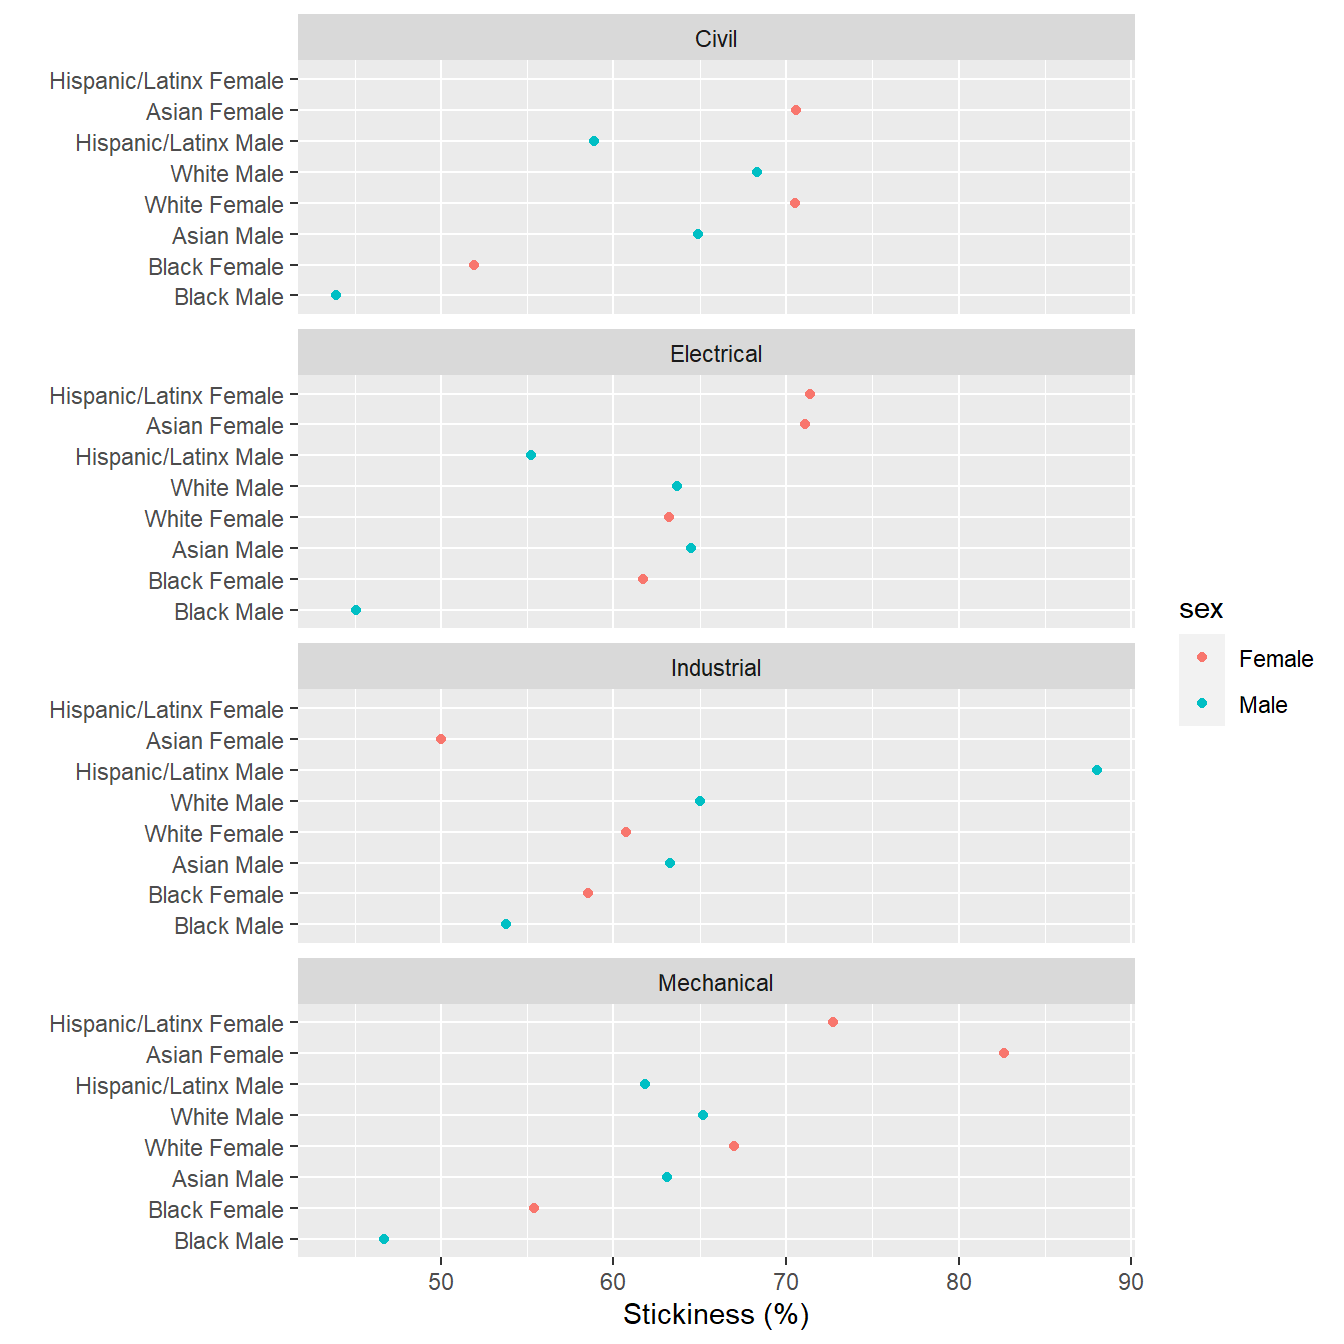 Civil
Hispanic/Latinx Female
Asian Female
Hispanic/Latinx Male
White Male
White Female
Asian Male
Black Female
Black Male
Electrical
Hispanic/Latinx Female
Asian Female
Hispanic/Latinx Male
White Male
White Female
Asian Male
Black Female
Black Male
Industrial
Hispanic/Latinx Female
Asian Female
Hispanic/Latinx Male
White Male
White Female
Asian Male
Black Female
Black Male
Mechanical
Hispanic/Latinx Female
Asian Female
Hispanic/Latinx Male
White Male
White Female
Asian Male
Black Female
Black Male
50 60 70 80 90
Stickiness (%)
sex
Female
Male